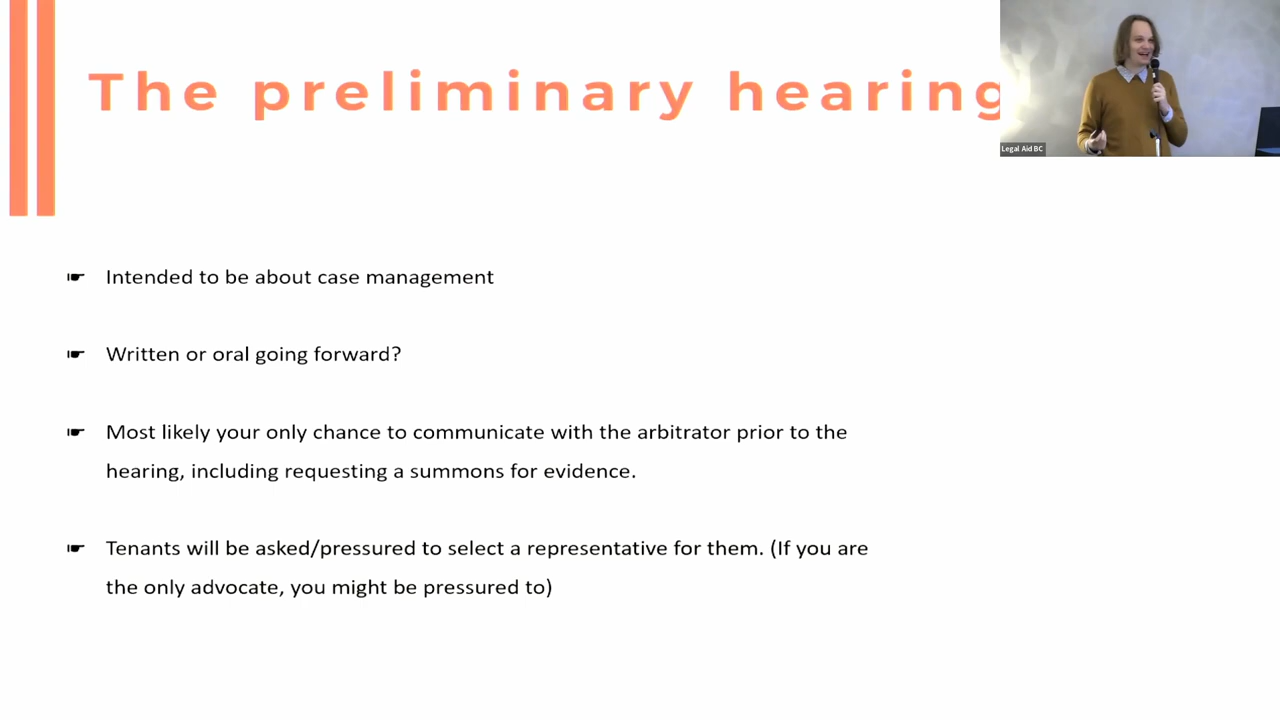 The preliminary hearing
Legal Aid BC
Intended to be about case management
Written or oral going forward?
Most likely your only chance to communicate with the arbitrator prior to the
hearing, including requesting a summons for evidence.
Tenants will be asked/pressured to select a representative for them. (If you are
the only advocate, you might be pressured to)